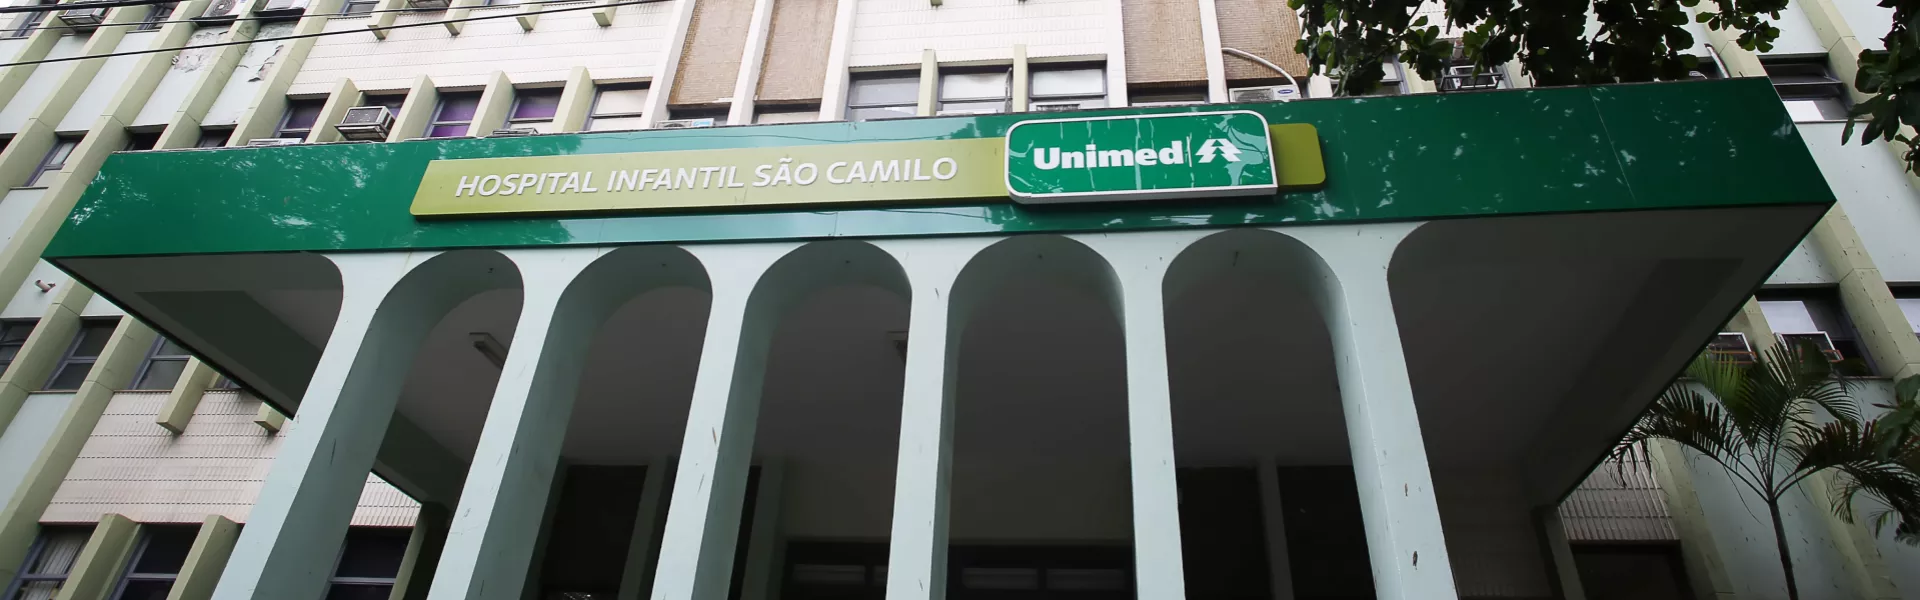 HOSPITAL INFANTIL SÃO CAMILO
Unimed